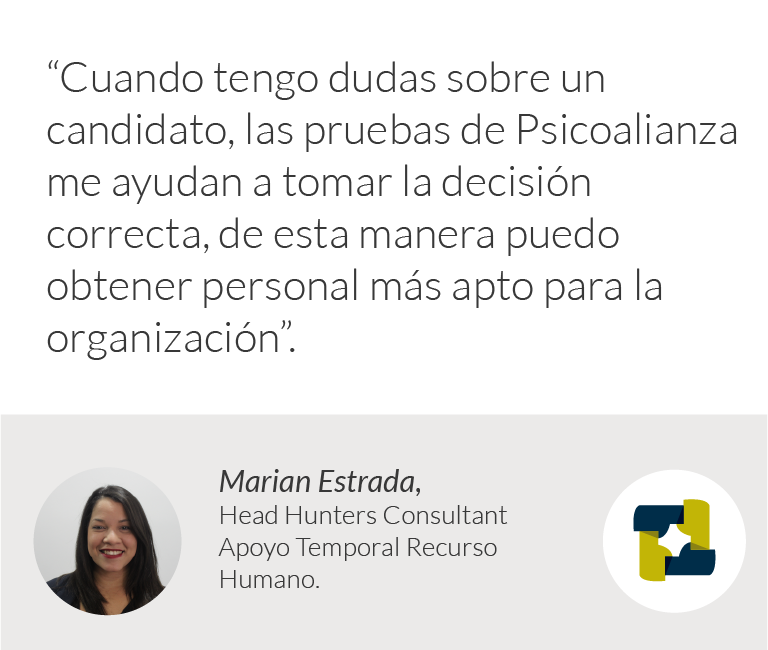 “Cuando tengo dudas sobre un
candidato, las pruebas de Psicoalianza
me ayudan a tomar la decisión
correcta, de esta manera puedo
obtener personal más apto para la
organización”.
Marian Estrada,
Head Hunters Consultant
Apoyo Temporal Recurso
Humano.